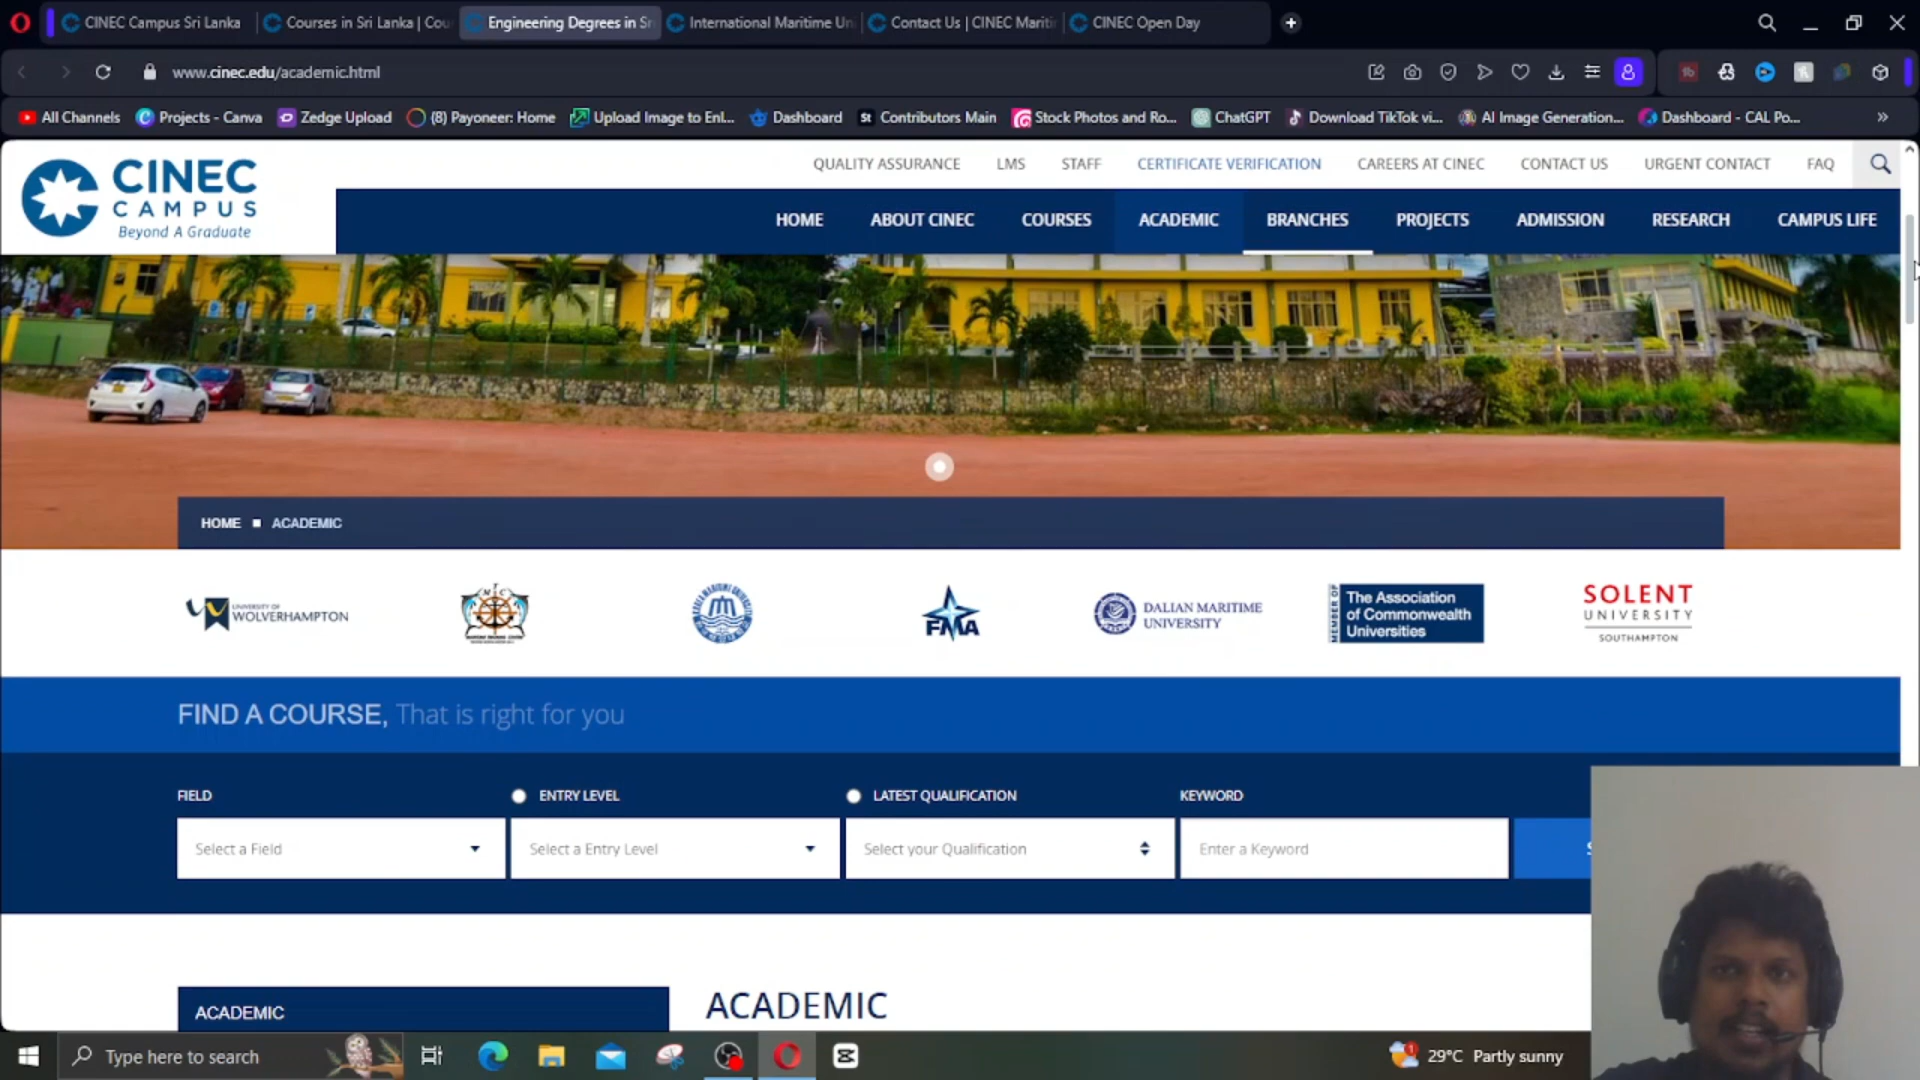 CINEC Campus Sri Lanka
Courses in Sri Lanka | Cou
Engineering Degrees in Sr
International Maritime Un
Contact Us | CINEC Mariti
CINEC Open Day
www.cinec.edu/academic.html
All Channels
Projects - Canva
Zedge Upload
(8) Payoneer: Home
Upload Image to Enl...
Dashboard
St Contributors Main
Stock Photos and Ro...
ChatGPT
Download TikTok vi...
AI Image Generation...
Dashboard - CAL Po...
CINEC
CAMPUS
Beyond A Graduate
QUALITY ASSURANCE
LMS
STAFF
CERTIFICATE VERIFICATION
CAREERS AT CINEC
CONTACT US
URGENT CONTACT
FAQ
HOME
ABOUT CINEC
COURSES
ACADEMIC
BRANCHES
PROJECTS
ADMISSION
RESEARCH
CAMPUS LIFE
HOME ■ ACADEMIC
UNIVERSITY OF
WOLVERHAMPTON
FMA
DALIAN MARITIME
UNIVERSITY
MEMBER OF
The Association
of Commonwealth
Universities
SOLENT
UNIVERSITY
SOUTHAMPTON
FIND A COURSE, That is right for you
FIELD
ENTRY LEVEL
LATEST QUALIFICATION
KEYWORD
Select a Field
Select a Entry Level
Select your Qualification
Enter a Keyword
ACADEMIC
ACADEMIC
Type here to search
29°C Partly sunny